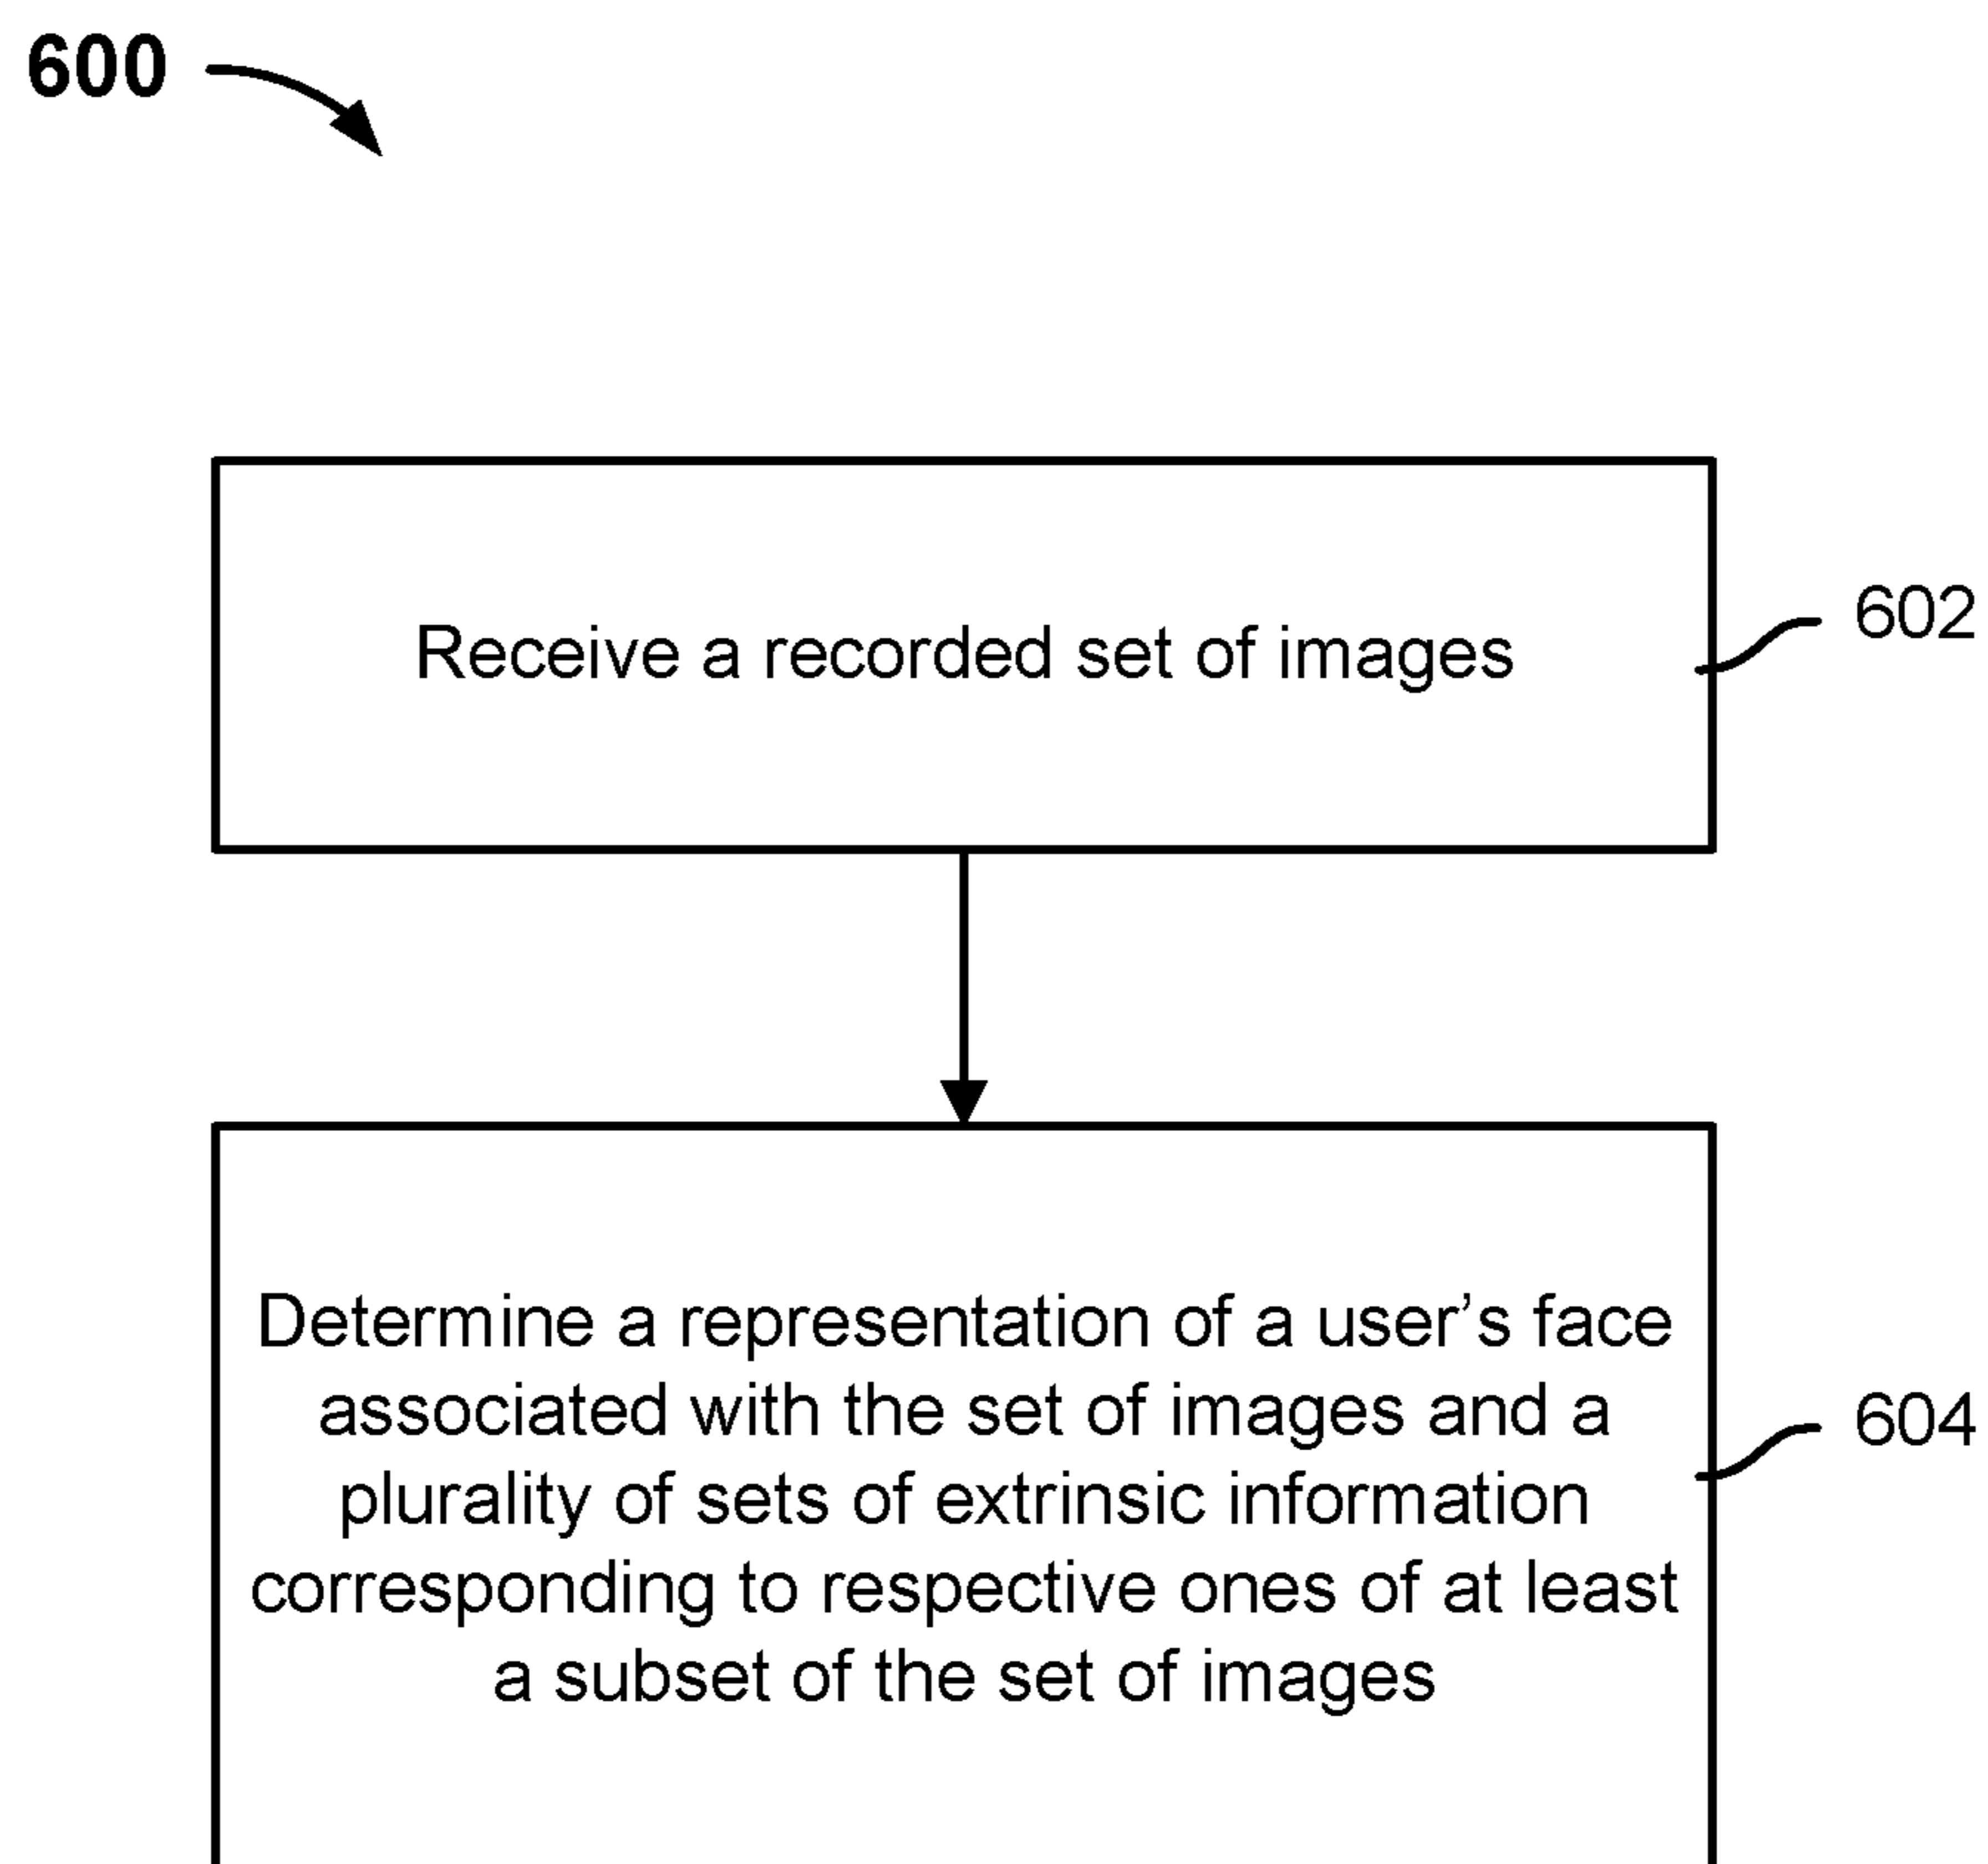 600
Receive a recorded set of images
602
Determine a representation of a user’s face
associated with the set of images and a
plurality of sets of extrinsic information
corresponding to respective ones of at least
a subset of the set of images
604